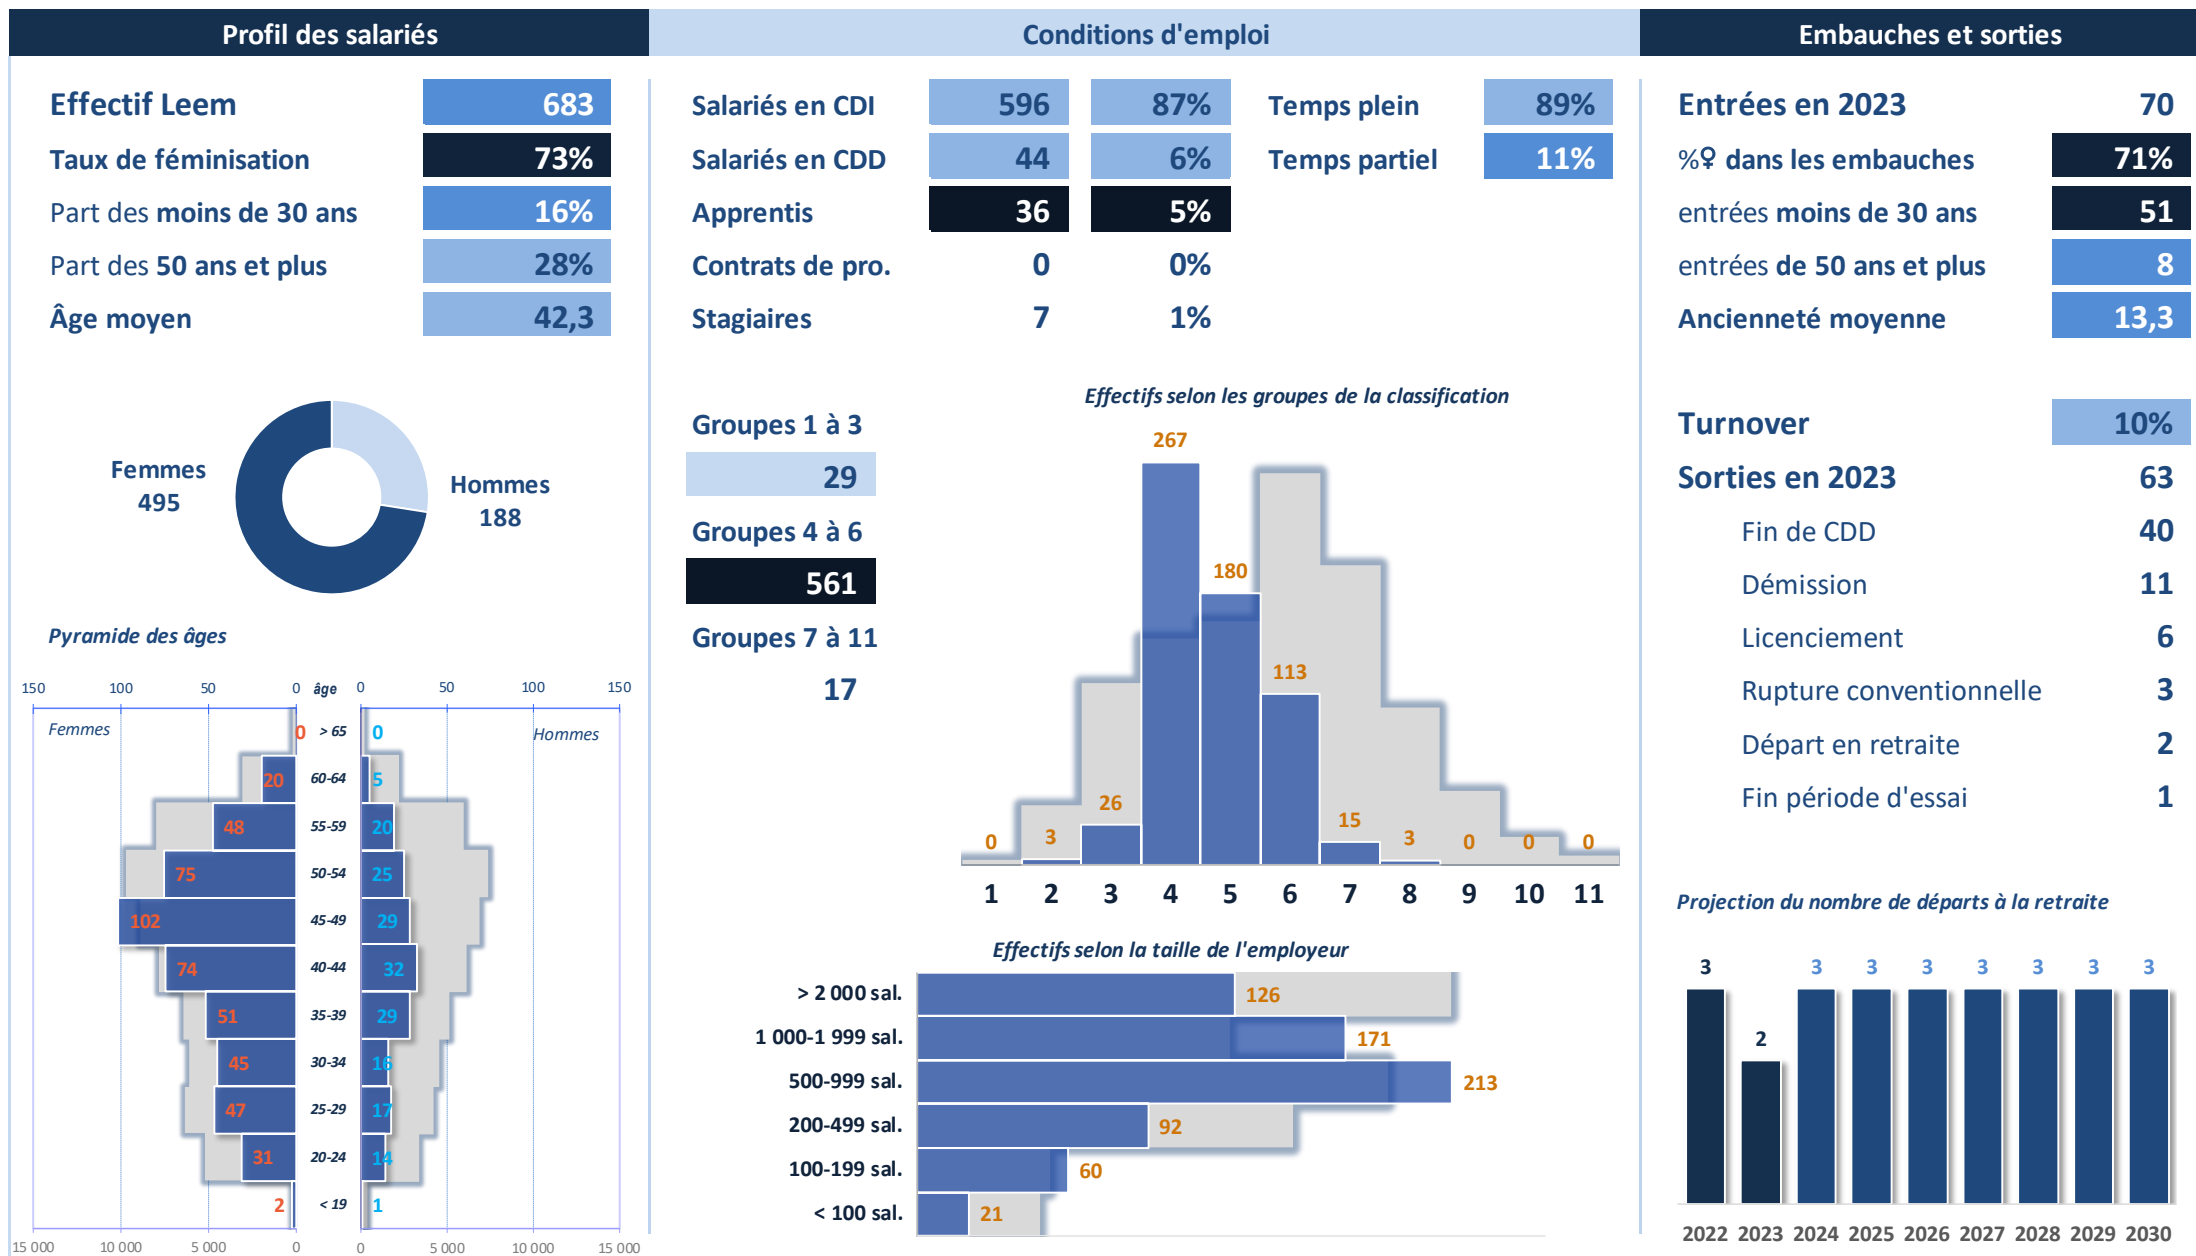 Profil des salariés
Conditions d'emploi
Embauches et sorties
Effectif Leem 683
Taux de féminisation 73%
Part des moins de 30 ans 16%
Part des 50 ans et plus 28%
Âge moyen 42,3
Femmes
495
Hommes
188
Pyramide des âges
150 100 50 0 âge 0 50 100 150
Femmes
Hommes
0 > 65 0
20 60-64 5
48 55-59 20
75 50-54 25
102 45-49 29
74 40-44 32
51 35-39 29
45 30-34 16
47 25-29 17
31 20-24 14
2 < 19 1
15 000 10 000 5 000 0 0 5 000 10 000 15 000
Salariés en CDI 596 87%
Salariés en CDD 44 6%
Apprentis 36 5%
Contrats de pro. 0 0%
Stagiaires 7 1%
Temps plein 89%
Temps partiel 11%
Groupes 1 à 3
29
Groupes 4 à 6
561
Groupes 7 à 11
17
Effectifs selon les groupes de la classification
0 3 26 267 180 113 15 3 0 0 0
1 2 3 4 5 6 7 8 9 10 11
Effectifs selon la taille de l'employeur
> 2 000 sal. 126
1 000-1 999 sal. 171
500-999 sal. 213
200-499 sal. 92
100-199 sal. 60
< 100 sal. 21
Entrées en 2023 70
%♀ dans les embauches 71%
entrées moins de 30 ans 51
entrées de 50 ans et plus 8
Ancienneté moyenne 13,3
Turnover 10%
Sorties en 2023 63
Fin de CDD 40
Démission 11
Licenciement 6
Rupture conventionnelle 3
Départ en retraite 2
Fin période d'essai 1
Projection du nombre de départs à la retraite
3 2 3 3 3 3 3 3 3
2022 2023 2024 2025 2026 2027 2028 2029 2030